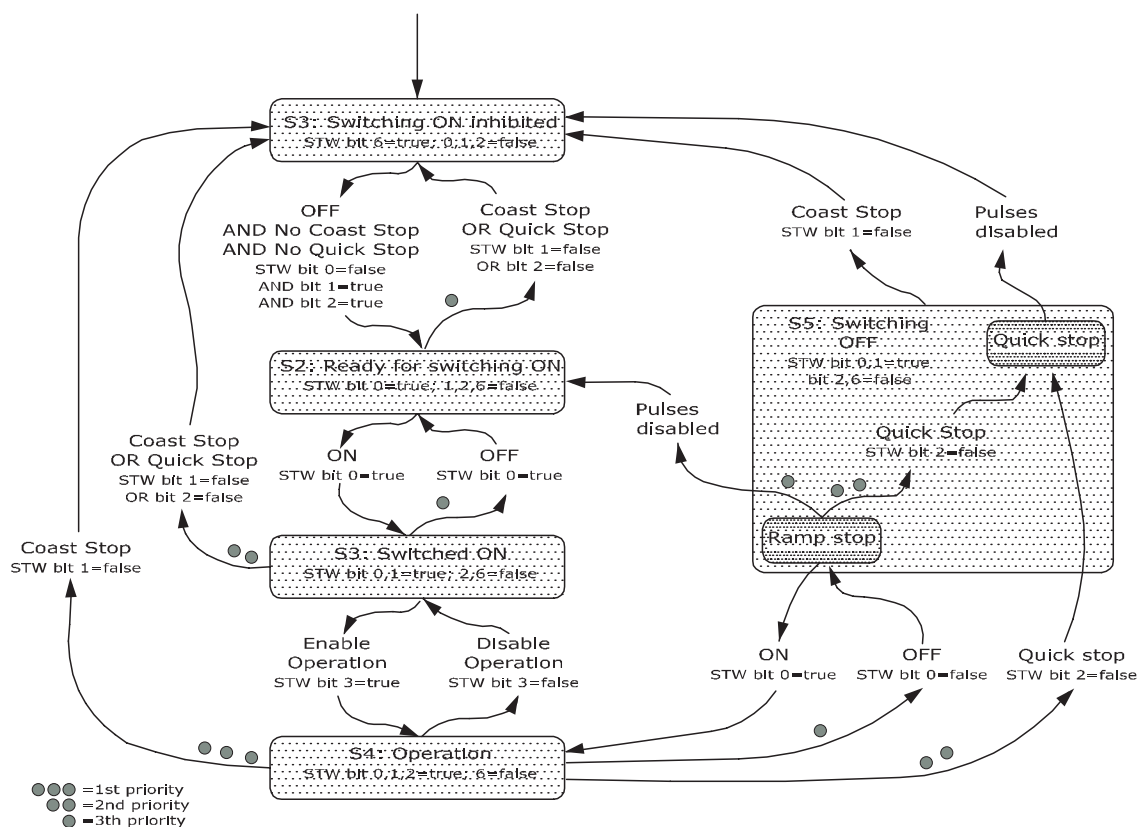 S3: Switching ON inhibited
STW bit 6=true; 0,1,2=false
OFF
AND No Coast Stop
AND No Quick Stop
STW bit 0=false
AND bit 1=true
AND bit 2=true
Coast Stop
OR Quick Stop
STW bit 1=false
OR bit 2=false
Coast Stop
STW bit 1=false
Pulses
disabled
S2: Ready for switching ON
STW bit 0=true; 1,2,6=false
S5: Switching
OFF
STW bit 0,1=true
bit 2,6=false
Quick stop
Pulses
disabled
Quick Stop
STW bit 2=false
Ramp stop
Coast Stop
OR Quick Stop
STW bit 1=false
OR bit 2=false
ON
STW bit 0=true
OFF
STW bit 0=true
Coast Stop
STW bit 1=false
S3: Switched ON
STW bit 0,1=true; 2,6=false
Enable
Operation
STW bit 3=true
Disable
Operation
STW bit 3=false
ON
STW bit 0=true
OFF
STW bit 0=false
Quick stop
STW bit 2=false
S4: Operation
STW bit 0,1,2=true; 6=false
=1st priority
=2nd priority
=3th priority